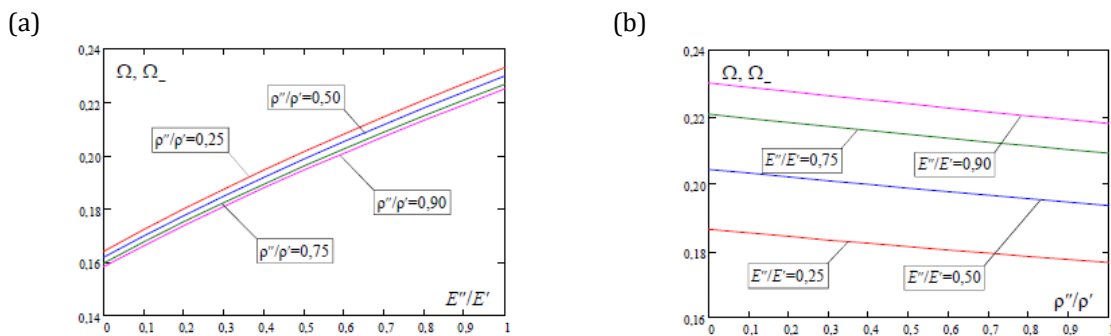 (a)
(b)
0,24
0,22
0,20
0,18
0,16
0,14
Ω, Ω_
ρ″/ρ′=0,50
ρ″/ρ′=0,25
ρ″/ρ′=0,90
ρ″/ρ′=0,75
E″/E′
0 0,1 0,2 0,3 0,4 0,5 0,6 0,7 0,8 0,9 1
0,24
0,22
0,20
0,18
0,16
Ω, Ω_
E″/E′=0,75
E″/E′=0,90
E″/E′=0,25
E″/E′=0,50
ρ″/ρ′
0 0,1 0,2 0,3 0,4 0,5 0,6 0,7 0,8 0,9 1